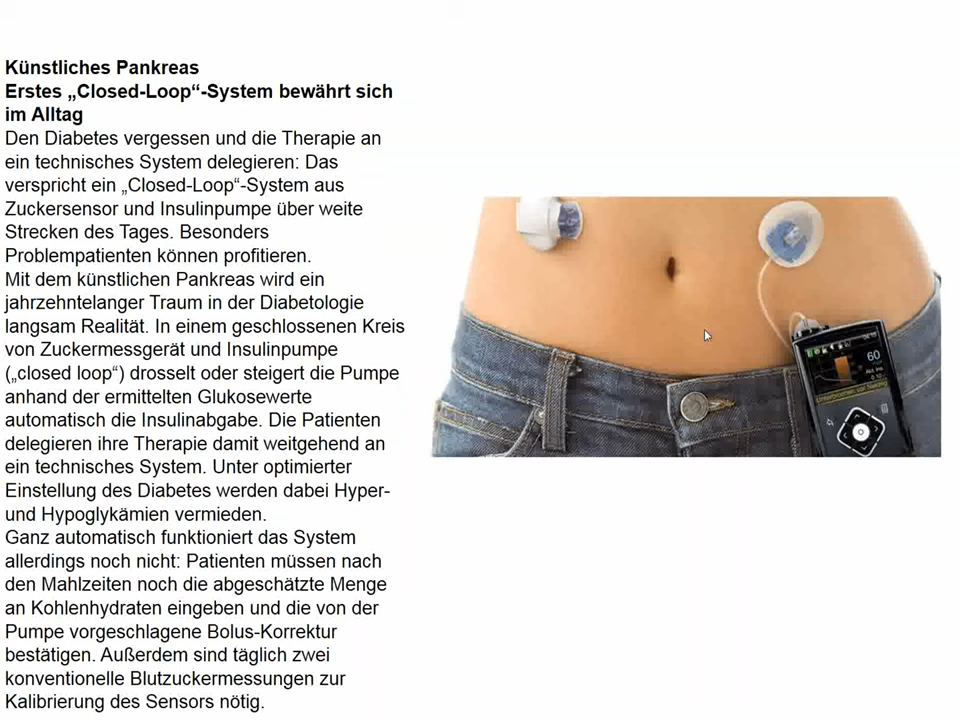 Künstliches Pankreas
Erstes „Closed-Loop“-System bewährt sich
im Alltag
Den Diabetes vergessen und die Therapie an
ein technisches System delegieren: Das
verspricht ein „Closed-Loop“-System aus
Zuckersensor und Insulinpumpe über weite
Strecken des Tages. Besonders
Problempatienten können profitieren.
Mit dem künstlichen Pankreas wird ein
jahrzehntelanger Traum in der Diabetologie
langsam Realität. In einem geschlossenen Kreis
von Zuckermessgerät und Insulinpumpe
(„closed loop“) drosselt oder steigert die Pumpe
anhand der ermittelten Glukosewerte
automatisch die Insulinabgabe. Die Patienten
delegieren ihre Therapie damit weitgehend an
ein technisches System. Unter optimierter
Einstellung des Diabetes werden dabei Hyper-
und Hypoglykämien vermieden.
Ganz automatisch funktioniert das System
allerdings noch nicht: Patienten müssen nach
den Mahlzeiten noch die abgeschätzte Menge
an Kohlenhydraten eingeben und die von der
Pumpe vorgeschlagene Bolus-Korrektur
bestätigen. Außerdem sind täglich zwei
konventionelle Blutzuckermessungen zur
Kalibrierung des Sensors nötig.
60